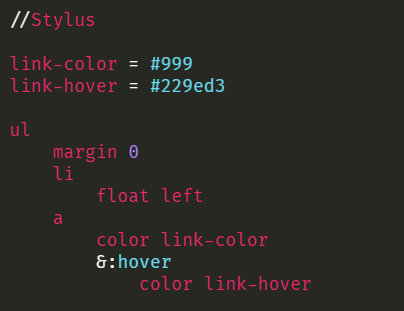 //Stylus
link-color = #999
link-hover = #229ed3
ul
    margin 0
    li
        float left
    a
        color link-color
        &:hover
            color link-hover